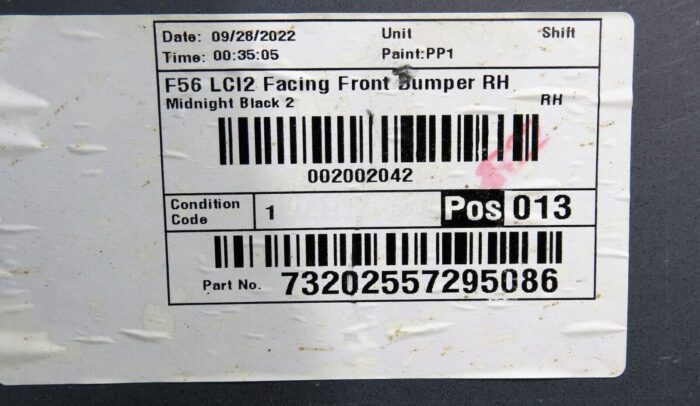 Date: 09/28/2022 Unit Shift
Time: 00:35:05 Paint:PP1
F56 LCI2 Facing Front Bumper RH
Midnight Black 2 RH
002002042
Condition Code 1 Pos 013
Part No. 73202557295086